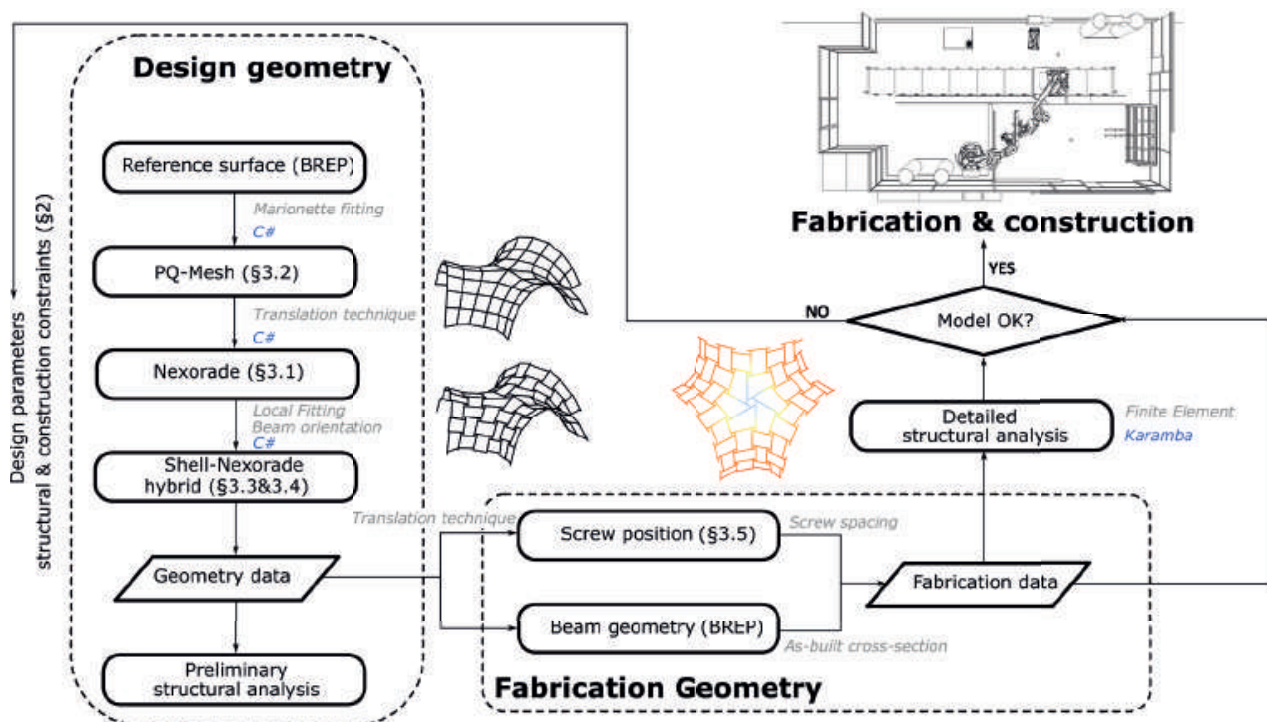 Design parameters
structural & construction constraints (§2)
Design geometry
Reference surface (BREP)
Marionette fitting
C#
PQ-Mesh (§3.2)
Translation technique
C#
Nexorade (§3.1)
Local Fitting
Beam orientation
C#
Shell-Nexorade
hybrid (§3.3&3.4)
Geometry data
Preliminary
structural analysis
Translation technique
Screw position (§3.5)
Screw spacing
Beam geometry (BREP)
As-built cross-section
Fabrication data
Fabrication Geometry
Detailed
structural analysis
Finite Element
Karamba
Model OK?
NO
YES
Fabrication & construction